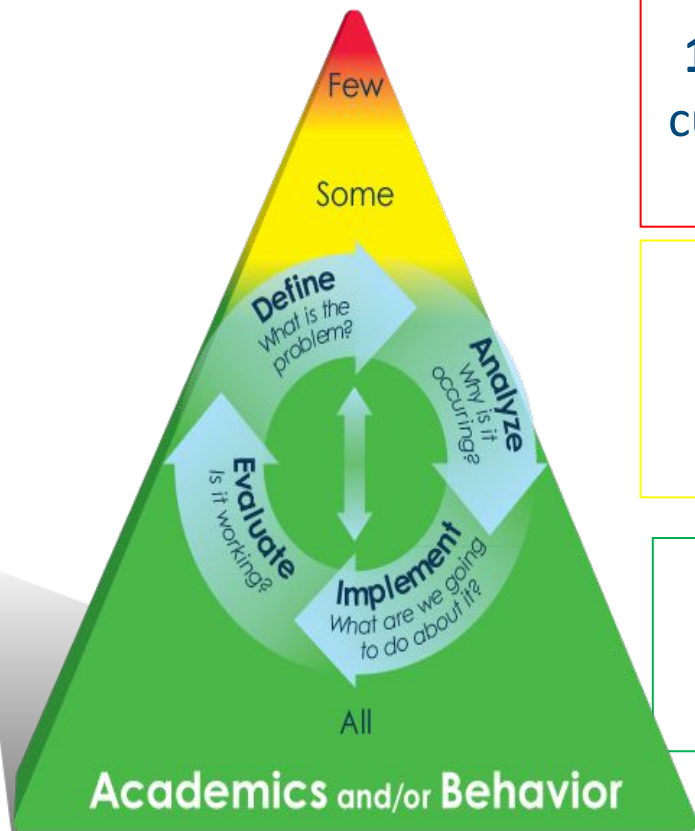 Few
Some
Define
What is the
problem?
Analyze
Why is it
occuring?
Implement
What are we going
to do about it?
Evaluate
Is it working?
All
Academics and/or Behavior
1